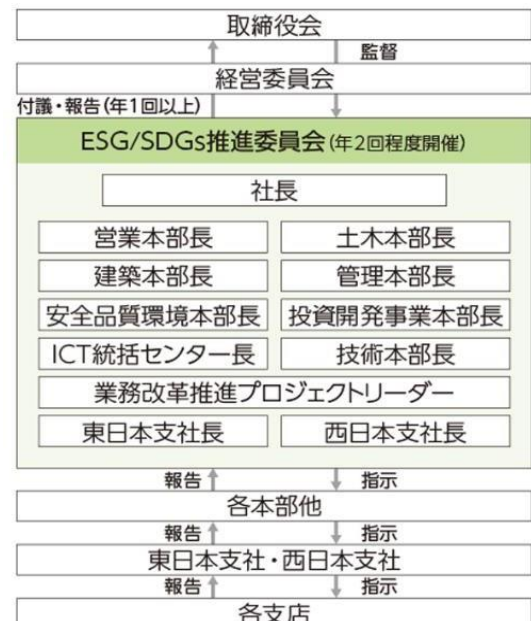 取締役会
監督
経営委員会
付議・報告(年1回以上)
ESG/SDGs推進委員会(年2回程度開催)
社長
営業本部長 土木本部長
建築本部長 管理本部長
安全品質環境本部長 投資開発事業本部長
ICT統括センター長 技術本部長
業務改革推進プロジェクトリーダー
東日本支社長 西日本支社長
報告 指示
各本部他
報告 指示
東日本支社・西日本支社
報告 指示
各支店